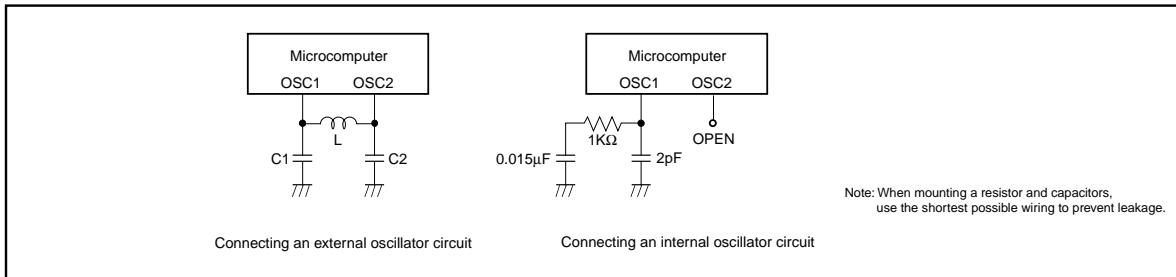 Microcomputer
OSC1 OSC2
L
C1
C2
Connecting an external oscillator circuit
Microcomputer
OSC1 OSC2
1KΩ
OPEN
0.015μF
2pF
Connecting an internal oscillator circuit
Note: When mounting a resistor and capacitors,
use the shortest possible wiring to prevent leakage.